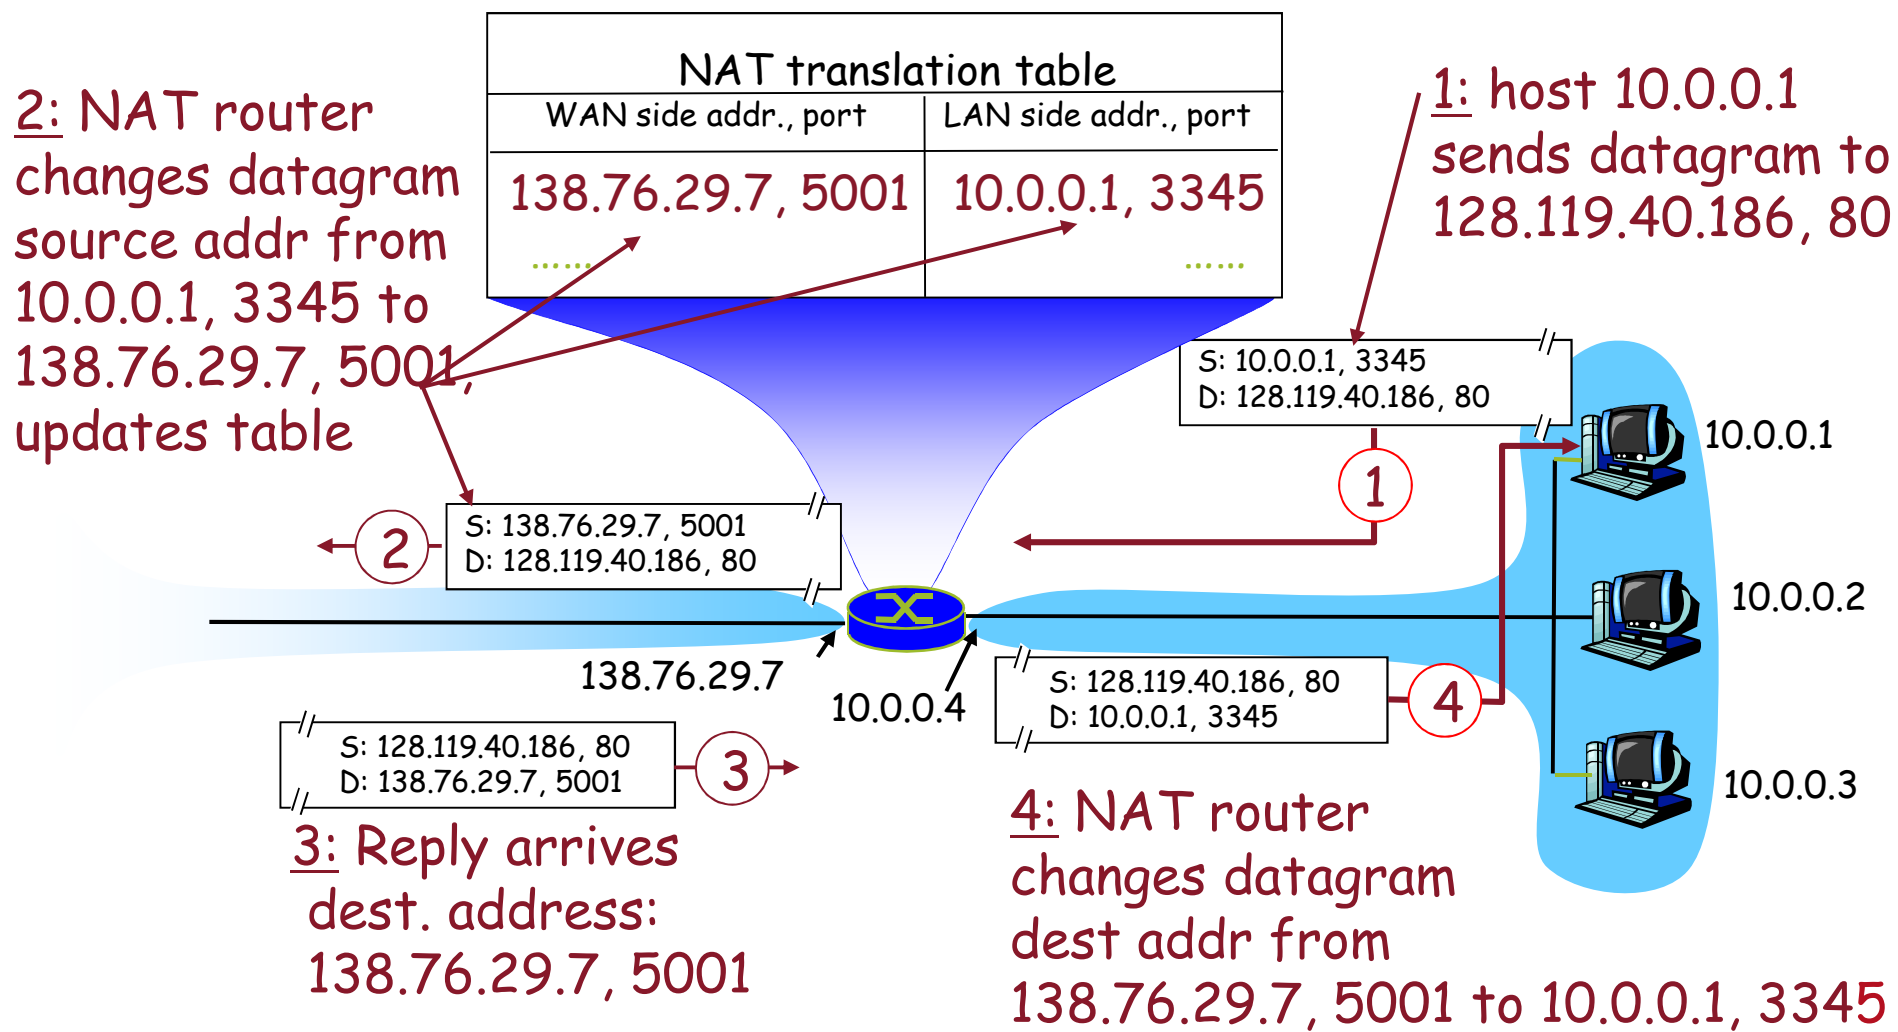 NAT translation table
WAN side addr., port
LAN side addr., port
138.76.29.7, 5001
10.0.0.1, 3345
......
......
2: NAT router
changes datagram
source addr from
10.0.0.1, 3345 to
138.76.29.7, 5001,
updates table
1: host 10.0.0.1
sends datagram to
128.119.40.186, 80
S: 10.0.0.1, 3345
D: 128.119.40.186, 80
1
10.0.0.1
S: 138.76.29.7, 5001
D: 128.119.40.186, 80
2
10.0.0.2
138.76.29.7
10.0.0.4
S: 128.119.40.186, 80
D: 10.0.0.1, 3345
4
S: 128.119.40.186, 80
D: 138.76.29.7, 5001
3
10.0.0.3
3: Reply arrives
dest. address:
138.76.29.7, 5001
4: NAT router
changes datagram
dest addr from
138.76.29.7, 5001 to 10.0.0.1, 3345